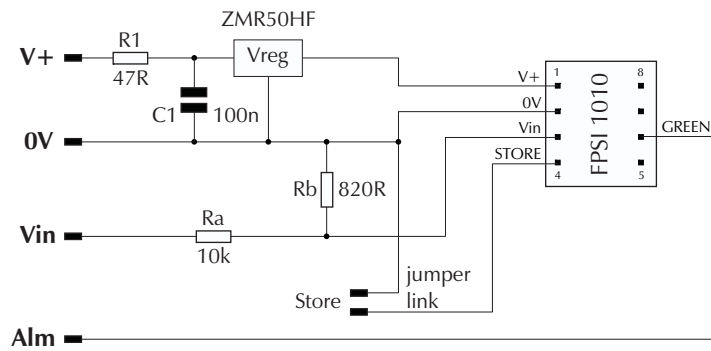 ZMR50HF
V+
R1
47R
Vreg
C1
100n
0V
Rb
820R
Vin
Ra
10k
Store
jumper
link
Alm
V+
0V
Vin
STORE
1
4
8
5
FPSI 1010
GREEN